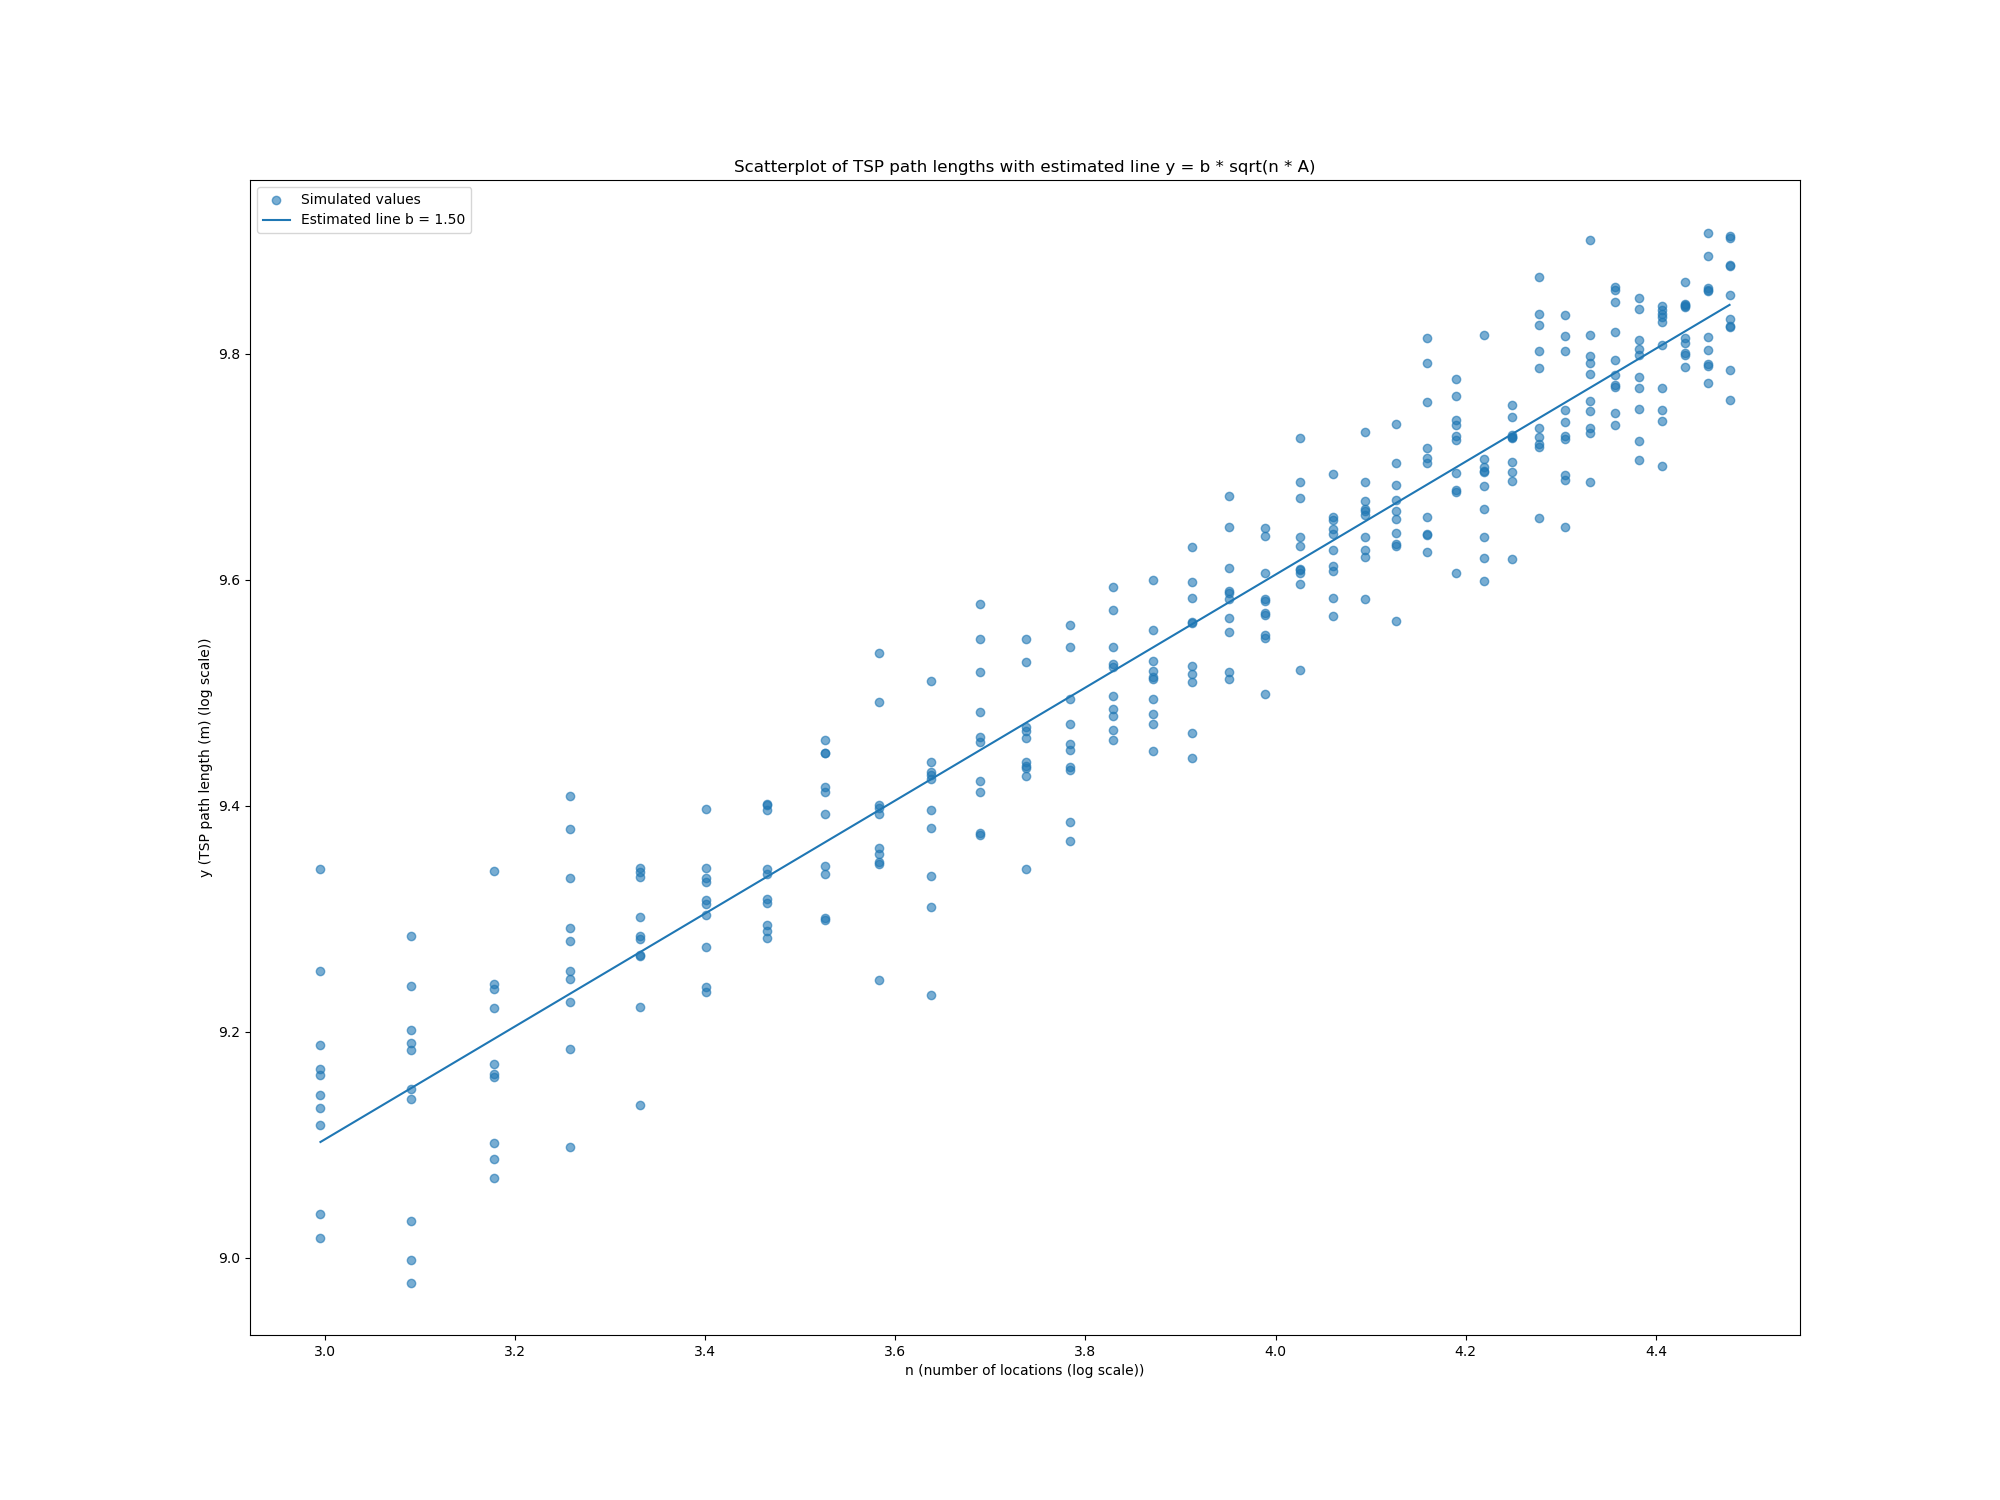 Scatterplot of TSP path lengths with estimated line y = b * sqrt(n * A)
Simulated values
Estimated line b = 1.50
y (TSP path length (m) (log scale))
9.8
9.6
9.4
9.2
9.0
3.0 3.2 3.4 3.6 3.8 4.0 4.2 4.4
n (number of locations (log scale))